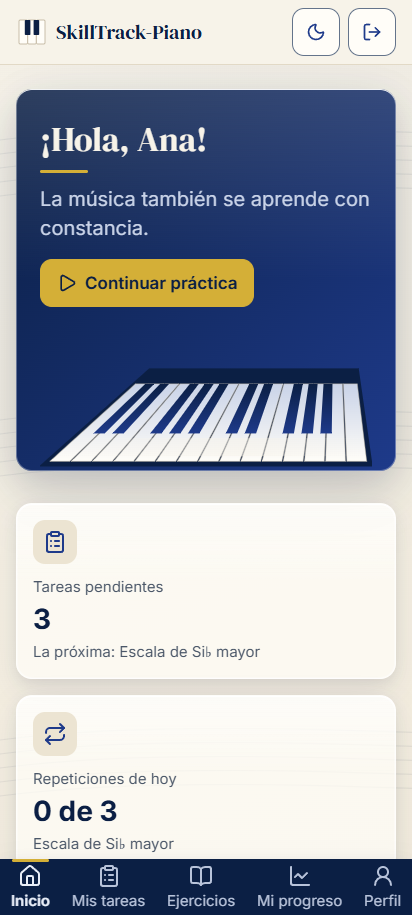 SkillTrack-Piano
¡Hola, Ana!
La música también se aprende con
constancia.
Continuar práctica
Tareas pendientes
3
La próxima: Escala de Si♭ mayor
Repeticiones de hoy
0 de 3
Escala de Si♭ mayor
Inicio
Mis tareas
Ejercicios
Mi progreso
Perfil